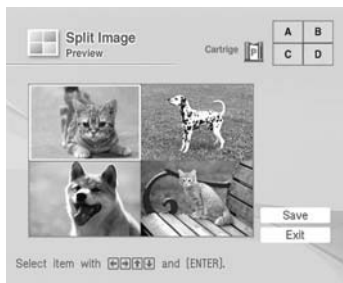 Split Image
Preview
Cartrige P
A B
C D
Save
Exit
Select item with ←→↑↓ and [ENTER].